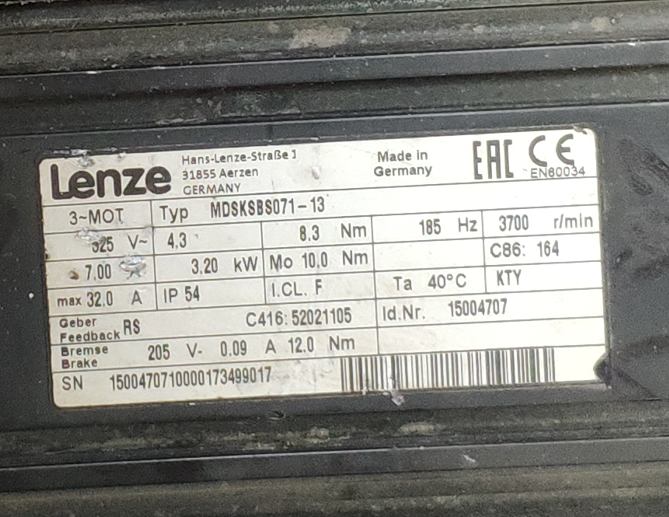 Lenze
Hans-Lenze-Straße 1
31855 Aerzen
GERMANY
Made in
Germany
EAC CE
EN60034
3~MOT Typ MDSKSBS071-13
325 V~ 4,3 8.3 Nm 185 Hz 3700 r/min
7,00 A 3.20 kW Mo 10.0 Nm C86: 164
max 32.0 A IP 54 I.CL. F Ta 40°C KTY
Geber
Feedback RS C416: 52021105 Id.Nr. 15004707
Bremse
Brake 205 V- 0.09 A 12.0 Nm
SN 1500470710000173499017